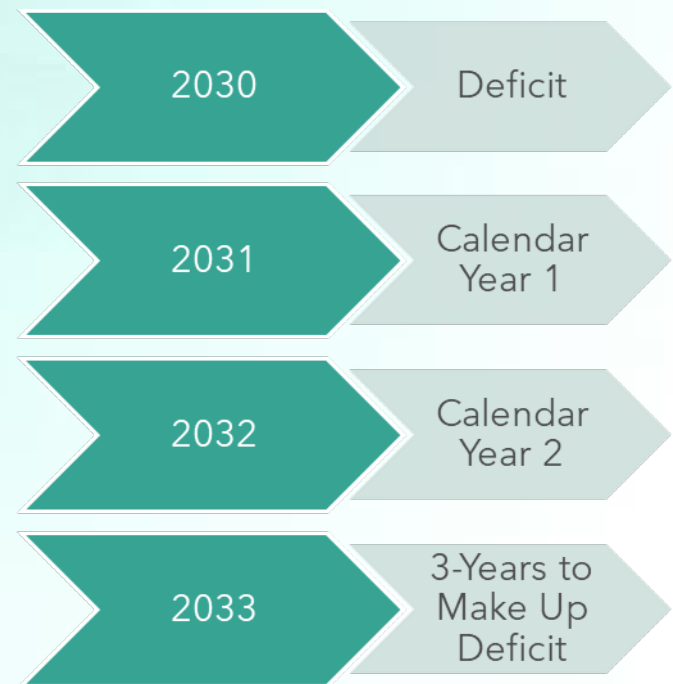 2030
Deficit
2031
Calendar
Year 1
2032
Calendar
Year 2
2033
3-Years to
Make Up
Deficit